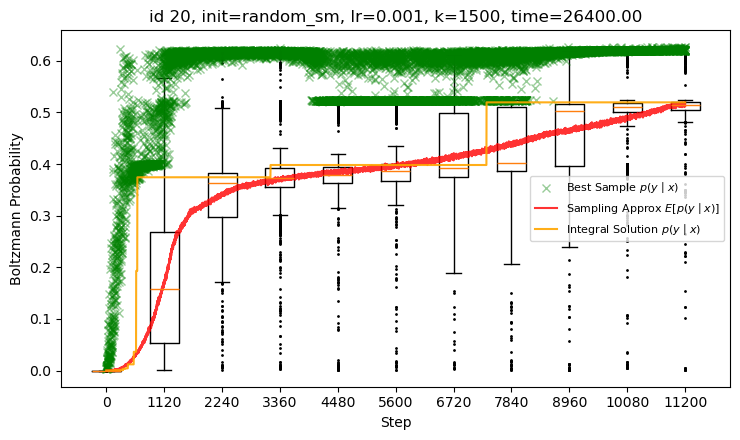 id 20, init=random_sm, lr=0.001, k=1500, time=26400.00
Boltzmann Probability
0.6
0.5
0.4
0.3
0.2
0.1
0.0
Best Sample p(y | x)
Sampling Approx E[p(y | x)]
Integral Solution p(y | x)
0 1120 2240 3360 4480 5600 6720 7840 8960 10080 11200
Step